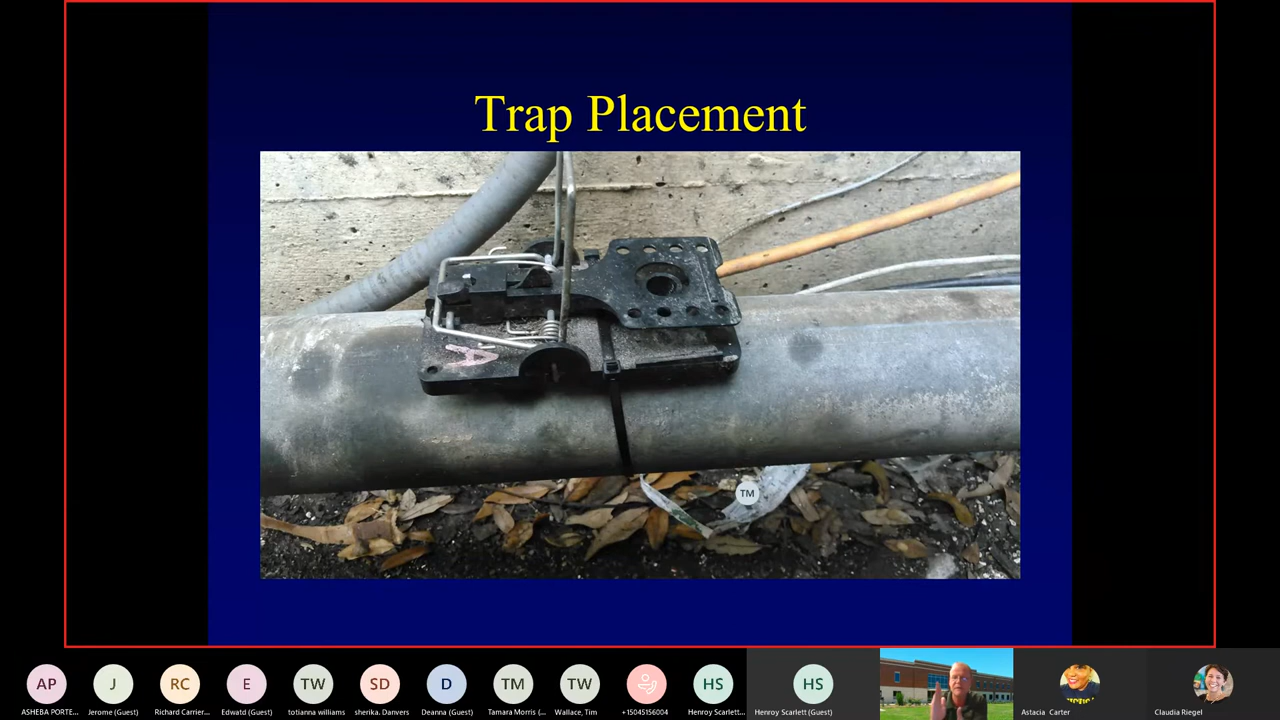 Trap Placement
A
TM
AP
J
RC
E
TW
SD
D
TM
TW
HS
HS
ASHEBA PORTE...
Jerome (Guest)
Richard Carrier...
Edwatd (Guest)
totianna williams
sherika. Danvers
Deanna (Guest)
Tamara Morris (...
Wallace, Tim
+15045156004
Henroy Scarlett...
Henroy Scarlett (Guest)
Astacia Carter
Claudia Riegel